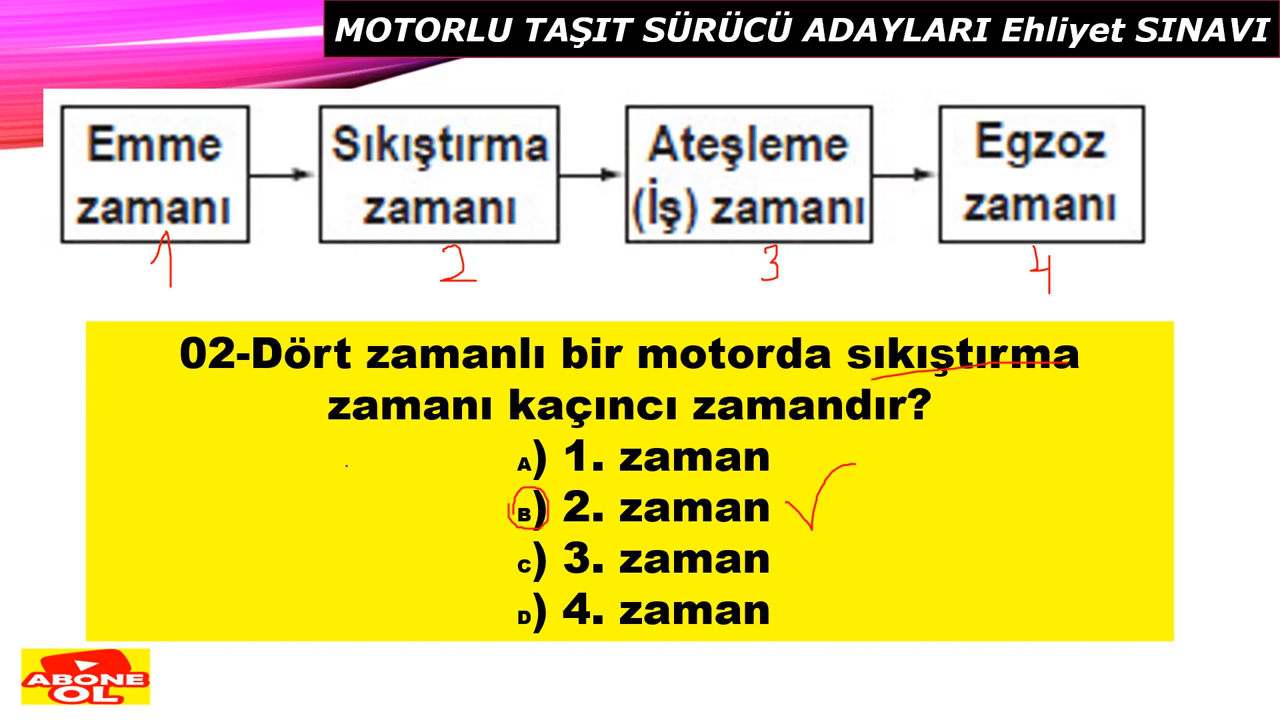 MOTORLU TAŞIT SÜRÜCÜ ADAYLARI Ehliyet SINAVI
Emme zamanı
Sıkıştırma zamanı
Ateşleme (İş) zamanı
Egzoz zamanı
1
2
3
4
02-Dört zamanlı bir motorda sıkıştırma
zamanı kaçıncı zamandır?
A) 1. zaman
B) 2. zaman
C) 3. zaman
D) 4. zaman
ABONE
OL